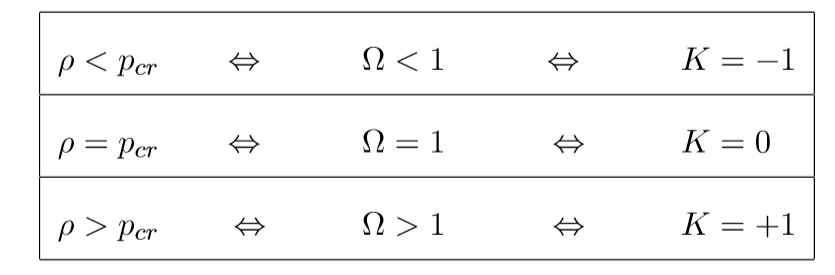 ρ < p_cr ⇔ Ω < 1 ⇔ K = −1
ρ = p_cr ⇔ Ω = 1 ⇔ K = 0
ρ > p_cr ⇔ Ω > 1 ⇔ K = +1